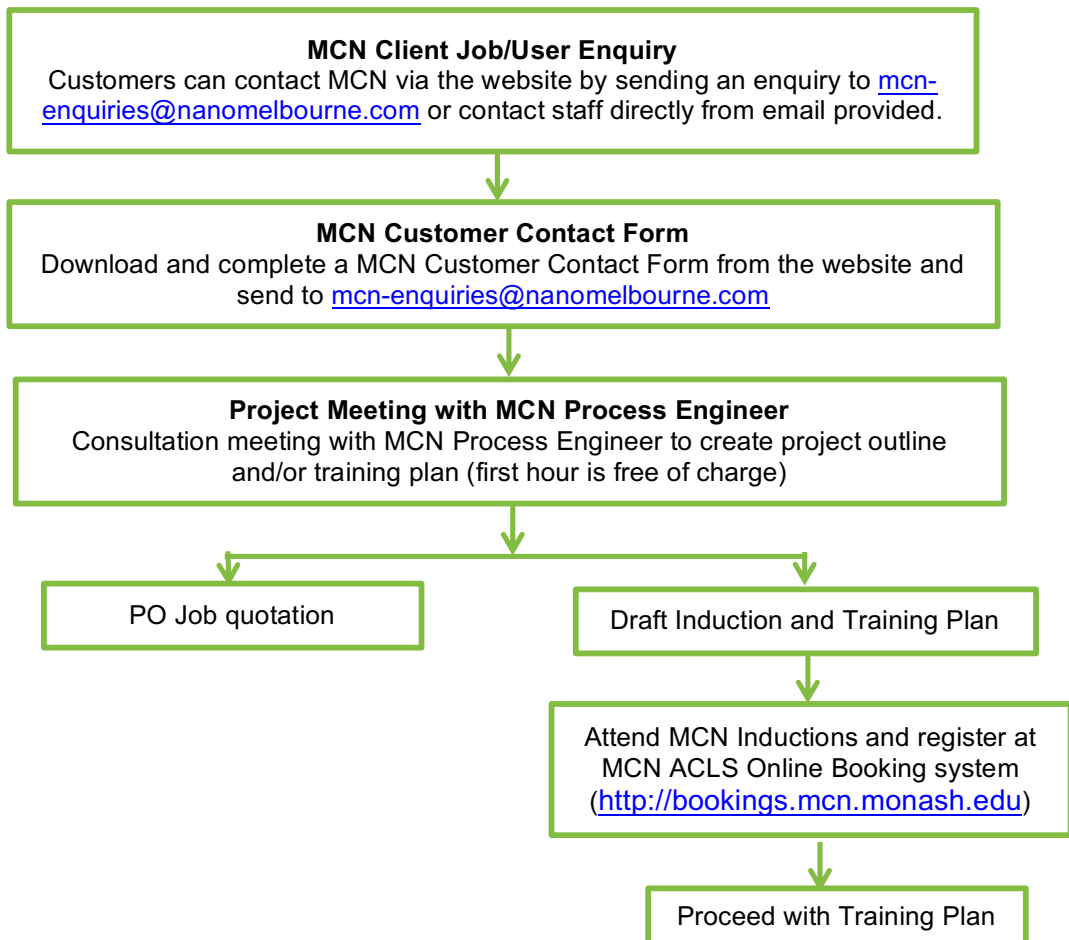 MCN Client Job/User Enquiry
Customers can contact MCN via the website by sending an enquiry to mcn-
enquiries@nanomelbourne.com or contact staff directly from email provided.
MCN Customer Contact Form
Download and complete a MCN Customer Contact Form from the website and
send to mcn-enquiries@nanomelbourne.com
Project Meeting with MCN Process Engineer
Consultation meeting with MCN Process Engineer to create project outline
and/or training plan (first hour is free of charge)
PO Job quotation
Draft Induction and Training Plan
Attend MCN Inductions and register at
MCN ACLS Online Booking system
(http://bookings.mcn.monash.edu)
Proceed with Training Plan